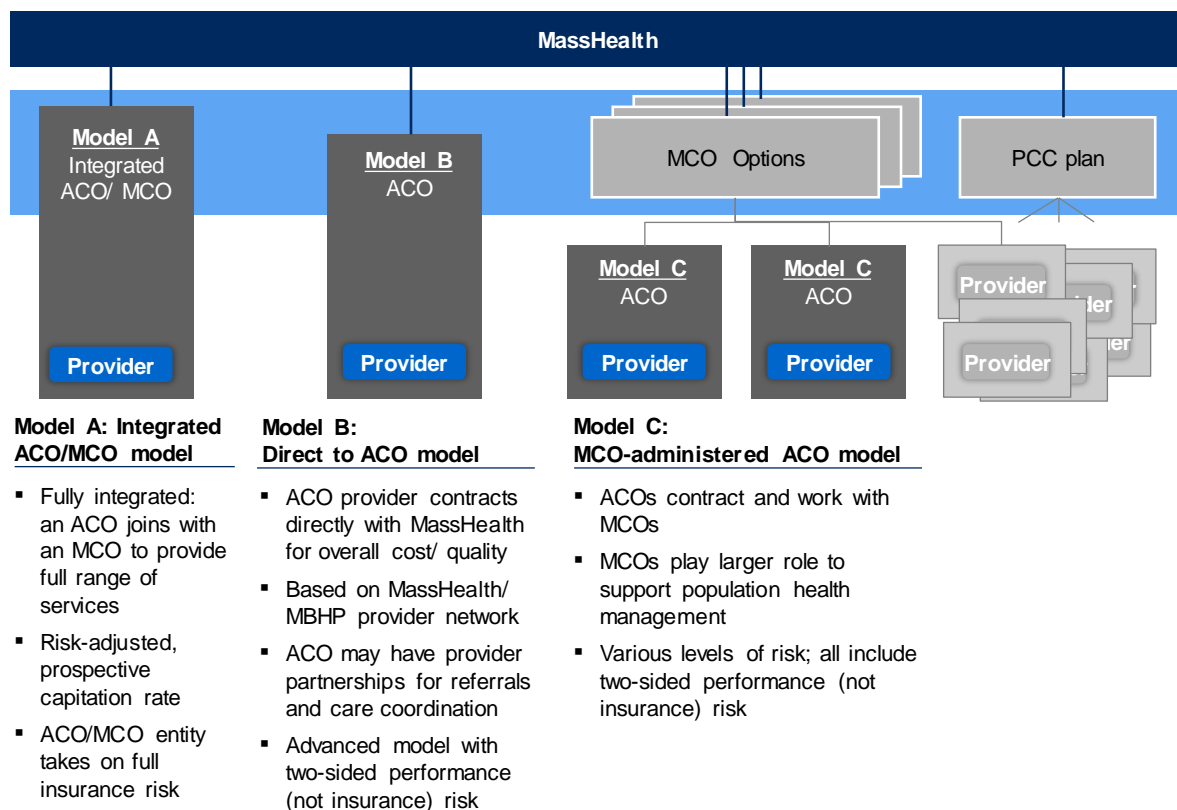 MassHealth
Model A
Integrated
ACO/ MCO
Provider
Model B
ACO
Provider
MCO Options
PCC plan
Model C
ACO
Provider
Model C
ACO
Provider
Provider
Provider
Model A: Integrated
ACO/MCO model
▪ Fully integrated:
an ACO joins with
an MCO to provide
full range of
services
▪ Risk-adjusted,
prospective
capitation rate
▪ ACO/MCO entity
takes on full
insurance risk
Model B:
Direct to ACO model
▪ ACO provider contracts
directly with MassHealth
for overall cost/ quality
▪ Based on MassHealth/
MBHP provider network
▪ ACO may have provider
partnerships for referrals
and care coordination
▪ Advanced model with
two-sided performance
(not insurance) risk
Model C:
MCO-administered ACO model
▪ ACOs contract and work with
MCOs
▪ MCOs play larger role to
support population health
management
▪ Various levels of risk; all include
two-sided performance (not
insurance) risk